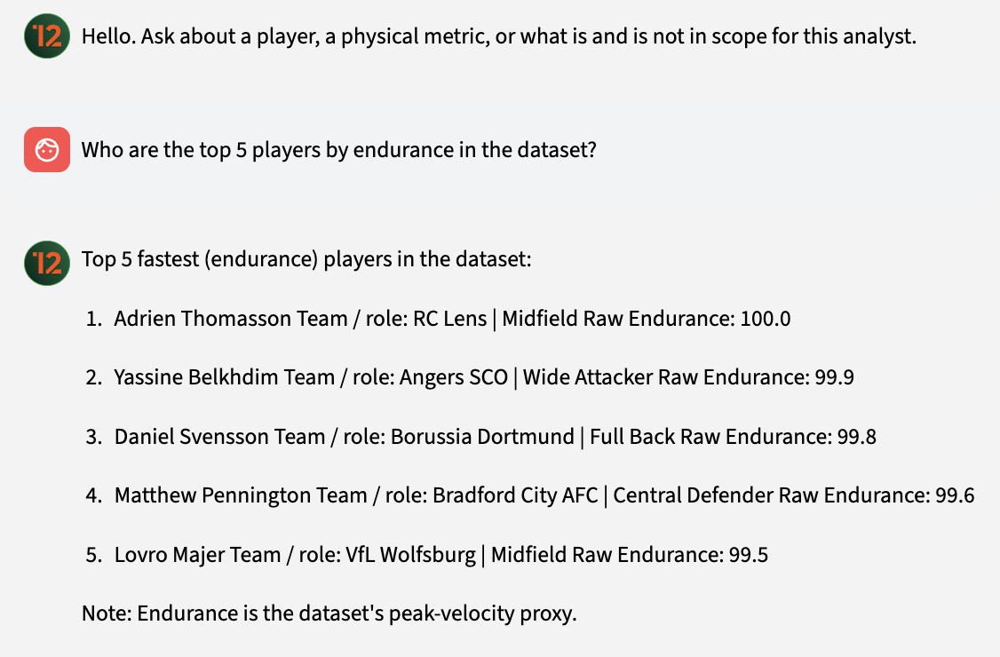 12 Hello. Ask about a player, a physical metric, or what is and is not in scope for this analyst.
Who are the top 5 players by endurance in the dataset?
12 Top 5 fastest (endurance) players in the dataset:
1. Adrien Thomasson Team / role: RC Lens | Midfield Raw Endurance: 100.0
2. Yassine Belkhdim Team / role: Angers SCO | Wide Attacker Raw Endurance: 99.9
3. Daniel Svensson Team / role: Borussia Dortmund | Full Back Raw Endurance: 99.8
4. Matthew Pennington Team / role: Bradford City AFC | Central Defender Raw Endurance: 99.6
5. Lovro Majer Team / role: VfL Wolfsburg | Midfield Raw Endurance: 99.5
Note: Endurance is the dataset's peak-velocity proxy.